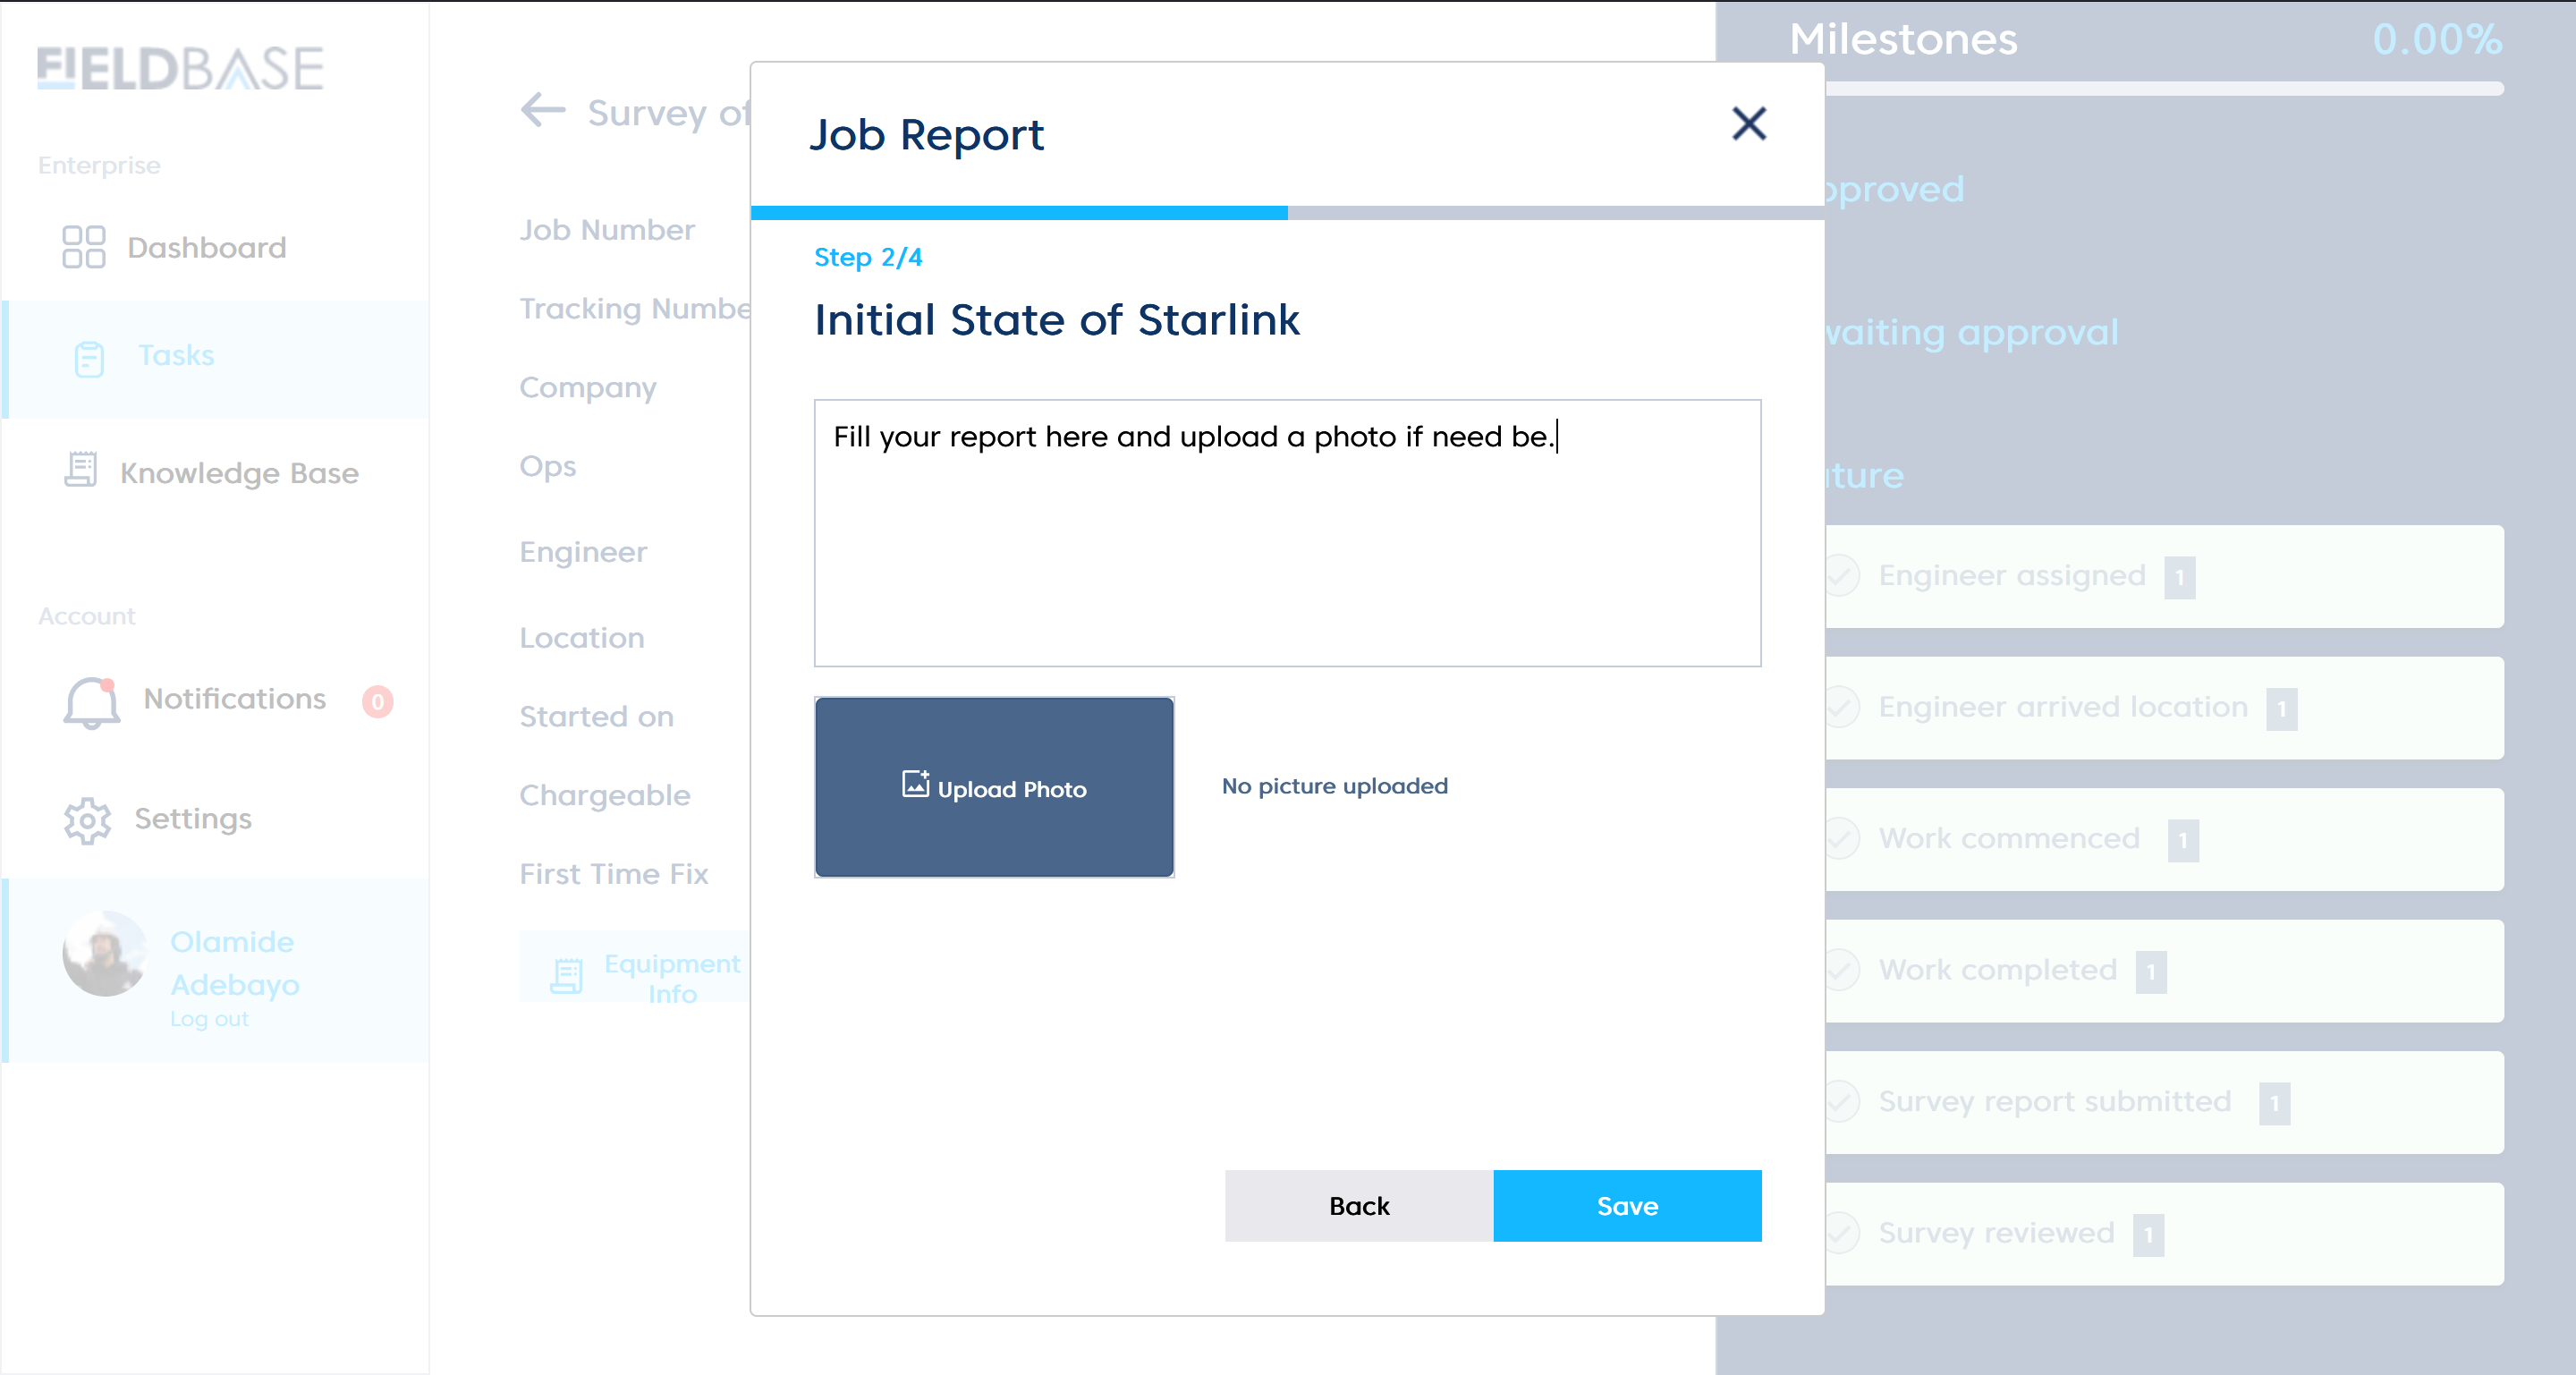 FIELDBASE
Enterprise
Dashboard
Tasks
Knowledge Base
Account
Notifications 0
Settings
Olamide
Adebayo
Log out
Survey of
Job Number
Tracking Numbe
Company
Ops
Engineer
Location
Started on
Chargeable
First Time Fix
Equipment
Info
Job Report
Step 2/4
Initial State of Starlink
Fill your report here and upload a photo if need be.
Upload Photo
No picture uploaded
Back
Save
Milestones 0.00%
pproved
waiting approval
ture
Engineer assigned 1
Engineer arrived location 1
Work commenced 1
Work completed 1
Survey report submitted 1
Survey reviewed 1